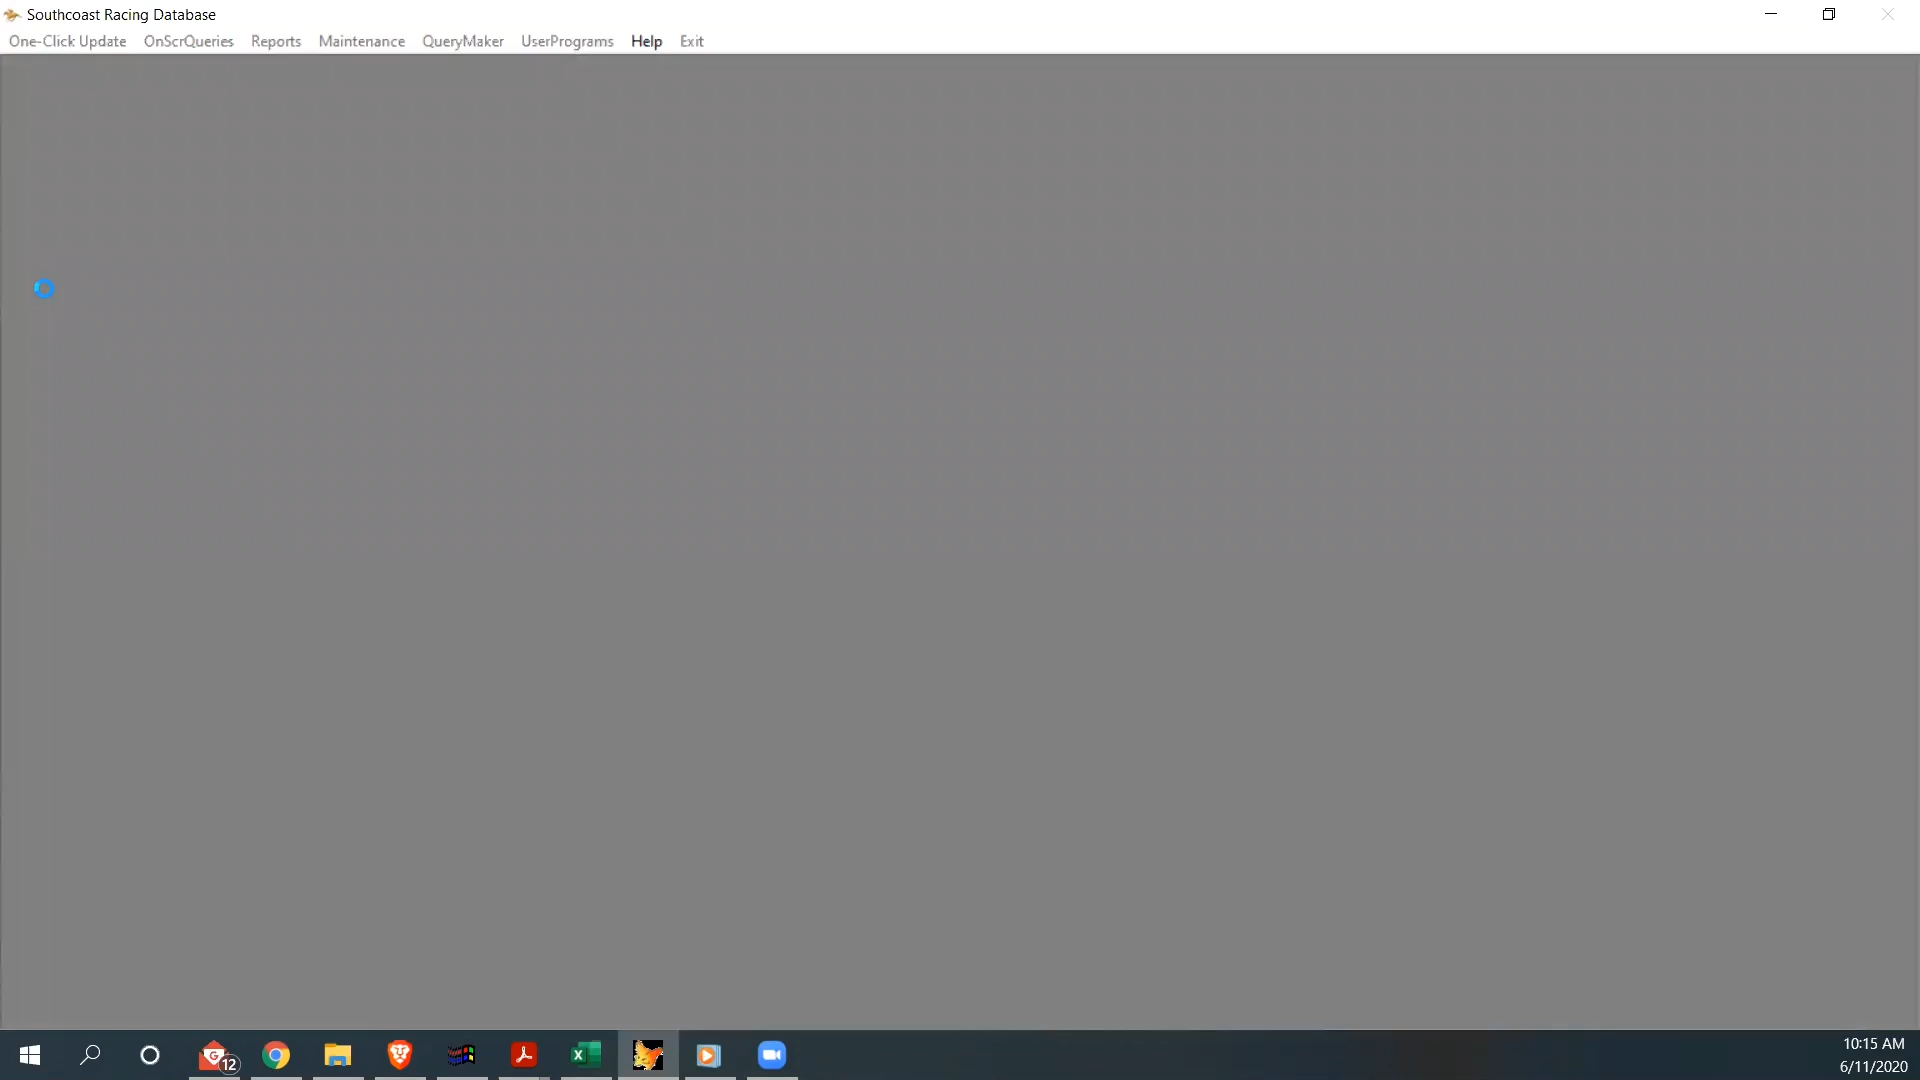 Southcoast Racing Database
One-Click Update OnScrQueries Reports Maintenance QueryMaker UserPrograms Help Exit
12
10:15 AM
6/11/2020